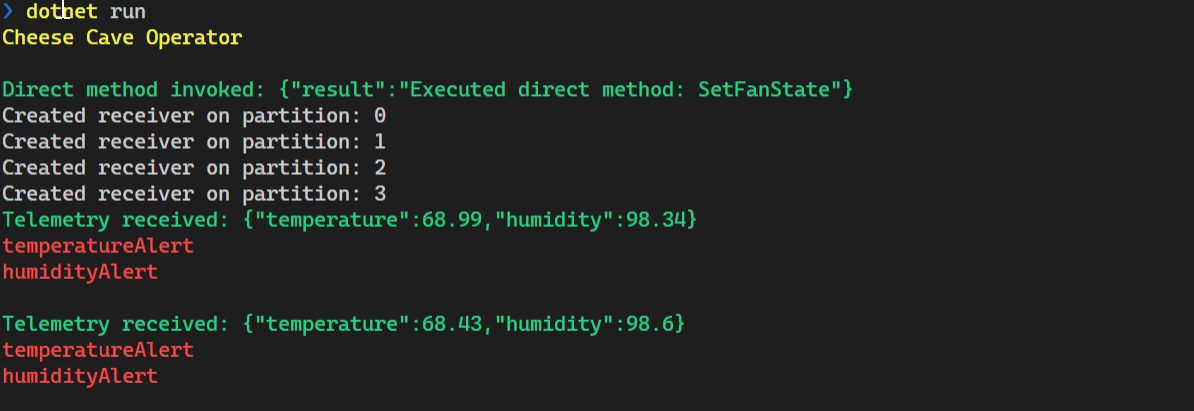 ❯ dotnet run
Cheese Cave Operator
Direct method invoked: {"result":"Executed direct method: SetFanState"}
Created receiver on partition: 0
Created receiver on partition: 1
Created receiver on partition: 2
Created receiver on partition: 3
Telemetry received: {"temperature":68.99,"humidity":98.34}
temperatureAlert
humidityAlert
Telemetry received: {"temperature":68.43,"humidity":98.6}
temperatureAlert
humidityAlert